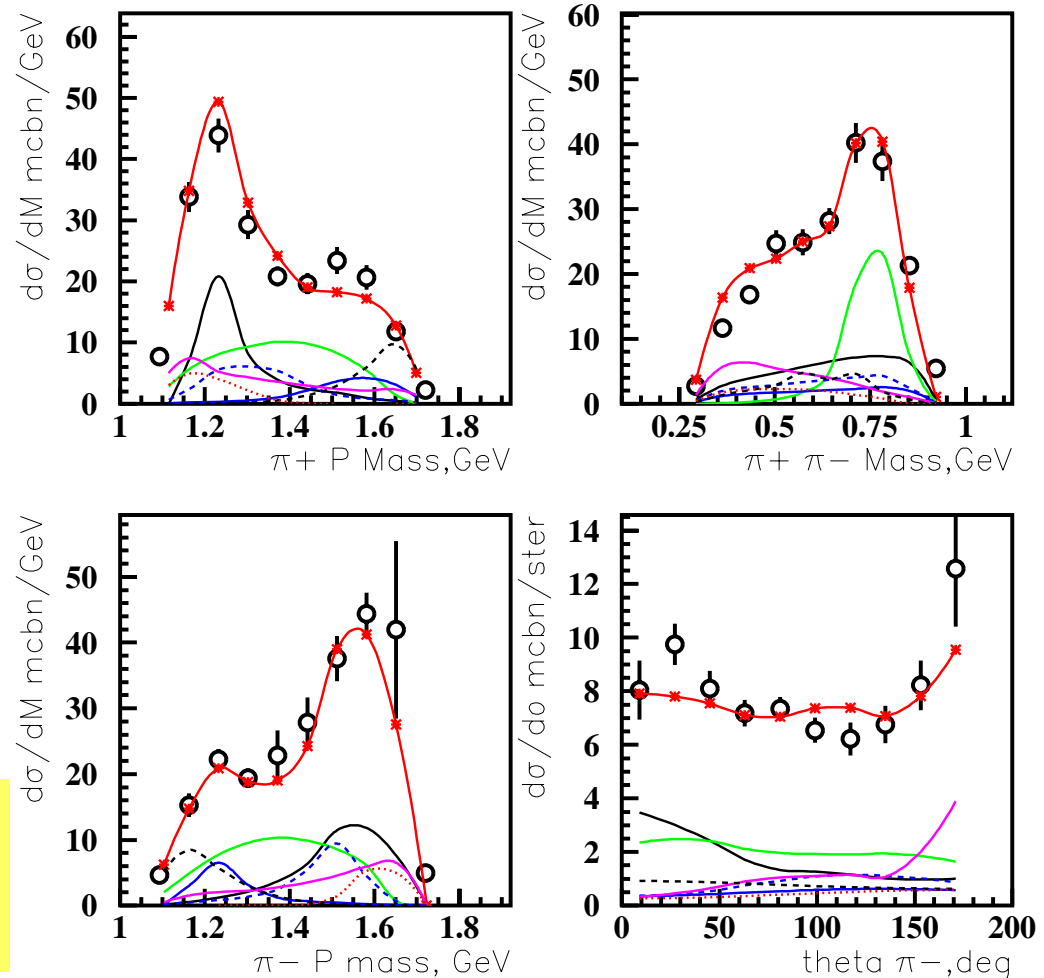 dσ/dM mcbn/GeV
60
50
40
30
20
10
0
1 1.2 1.4 1.6 1.8
π+ P Mass,GeV
dσ/dM mcbn/GeV
60
50
40
30
20
10
0
0.25 0.5 0.75 1
π+ π− Mass,GeV
dσ/dM mcbn/GeV
50
40
30
20
10
0
1 1.2 1.4 1.6 1.8
π− P mass, GeV
dσ/do mcbn/ster
14
12
10
8
6
4
2
0
0 50 100 150 200
theta π−,deg